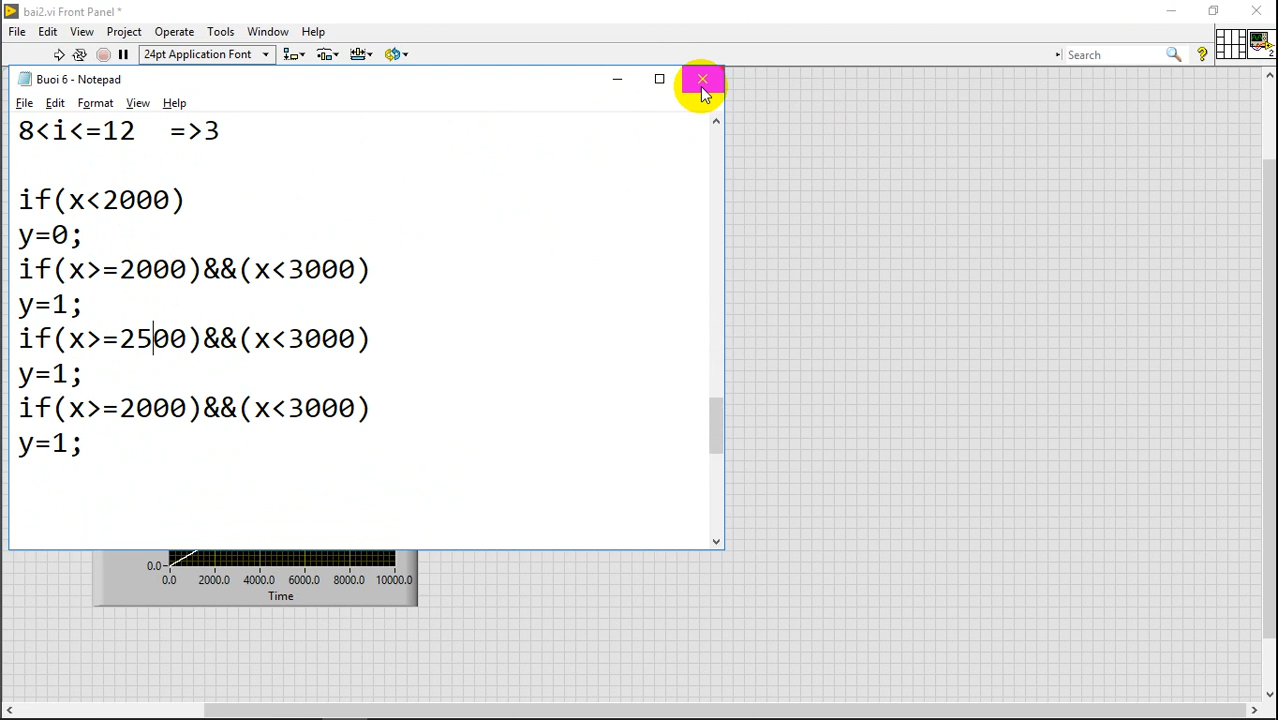 bai2.vi Front Panel *
File Edit View Project Operate Tools Window Help
24pt Application Font
Search
?
2
Buoi 6 - Notepad
File Edit Format View Help
8<i<=12  =>3
if(x<2000)
y=0;
if(x>=2000)&&(x<3000)
y=1;
if(x>=2500)&&(x<3000)
y=1;
if(x>=2000)&&(x<3000)
y=1;
0.0
0.0 2000.0 4000.0 6000.0 8000.0 10000.0
Time